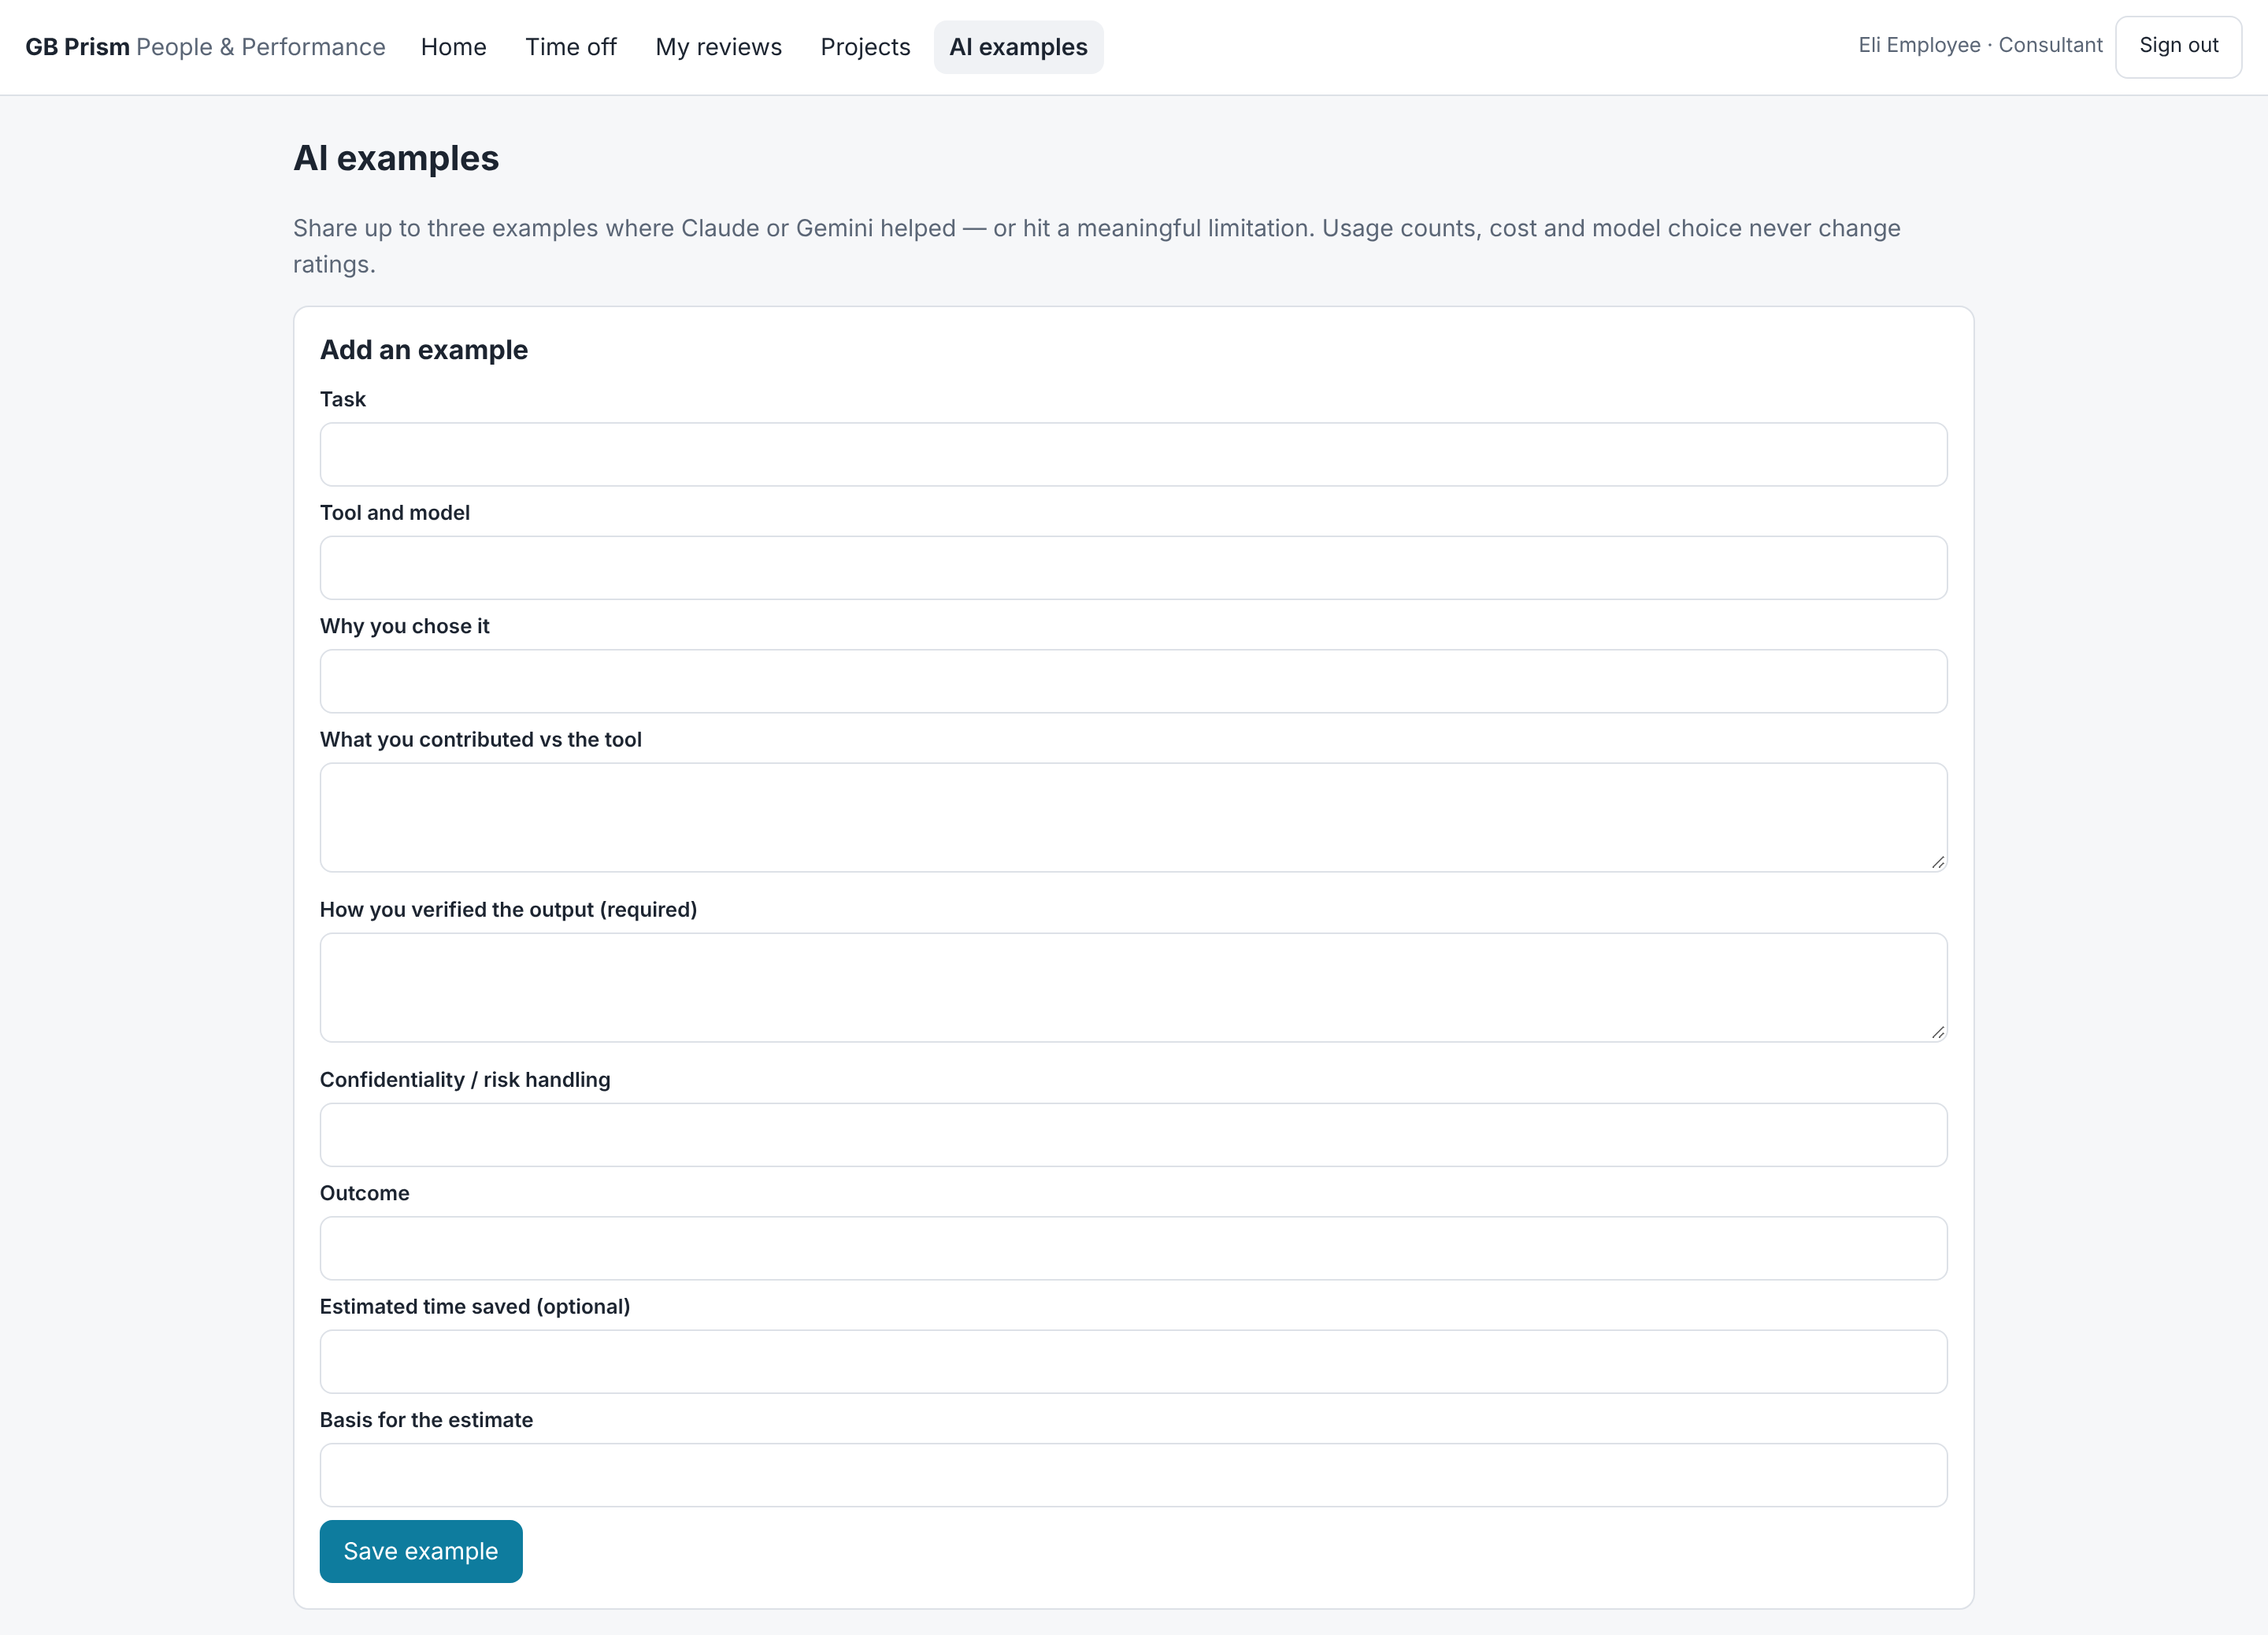 GB Prism People & Performance Home Time off My reviews Projects AI examples Eli Employee · Consultant Sign out
AI examples
Share up to three examples where Claude or Gemini helped — or hit a meaningful limitation. Usage counts, cost and model choice never change
ratings.
Add an example
Task
Tool and model
Why you chose it
What you contributed vs the tool
How you verified the output (required)
Confidentiality / risk handling
Outcome
Estimated time saved (optional)
Basis for the estimate
Save example